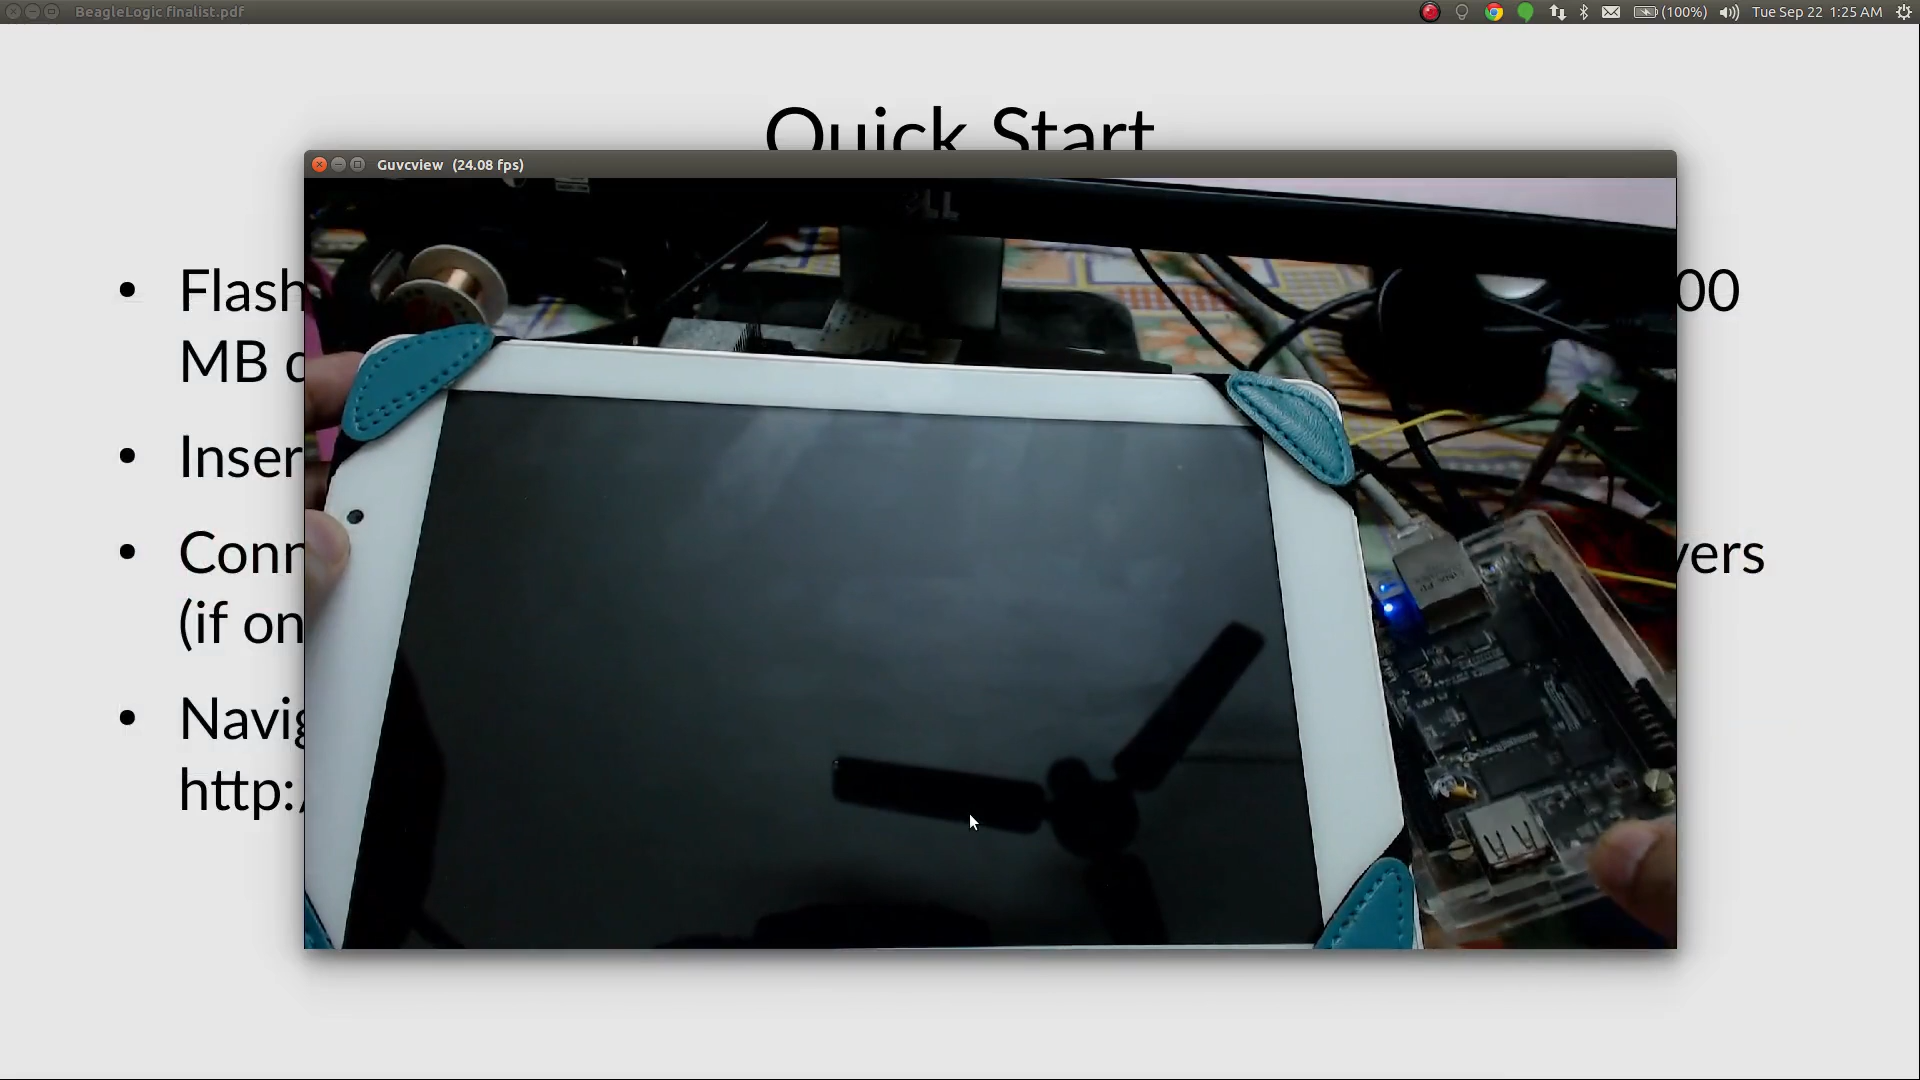 BeagleLogic finalist.pdf
(100%)
Tue Sep 22 1:25 AM
Quick Start
Guvcview (24.08 fps)
• Flash
00
MB
• Inser
• Conn
vers
(if on
• Navig
http:/